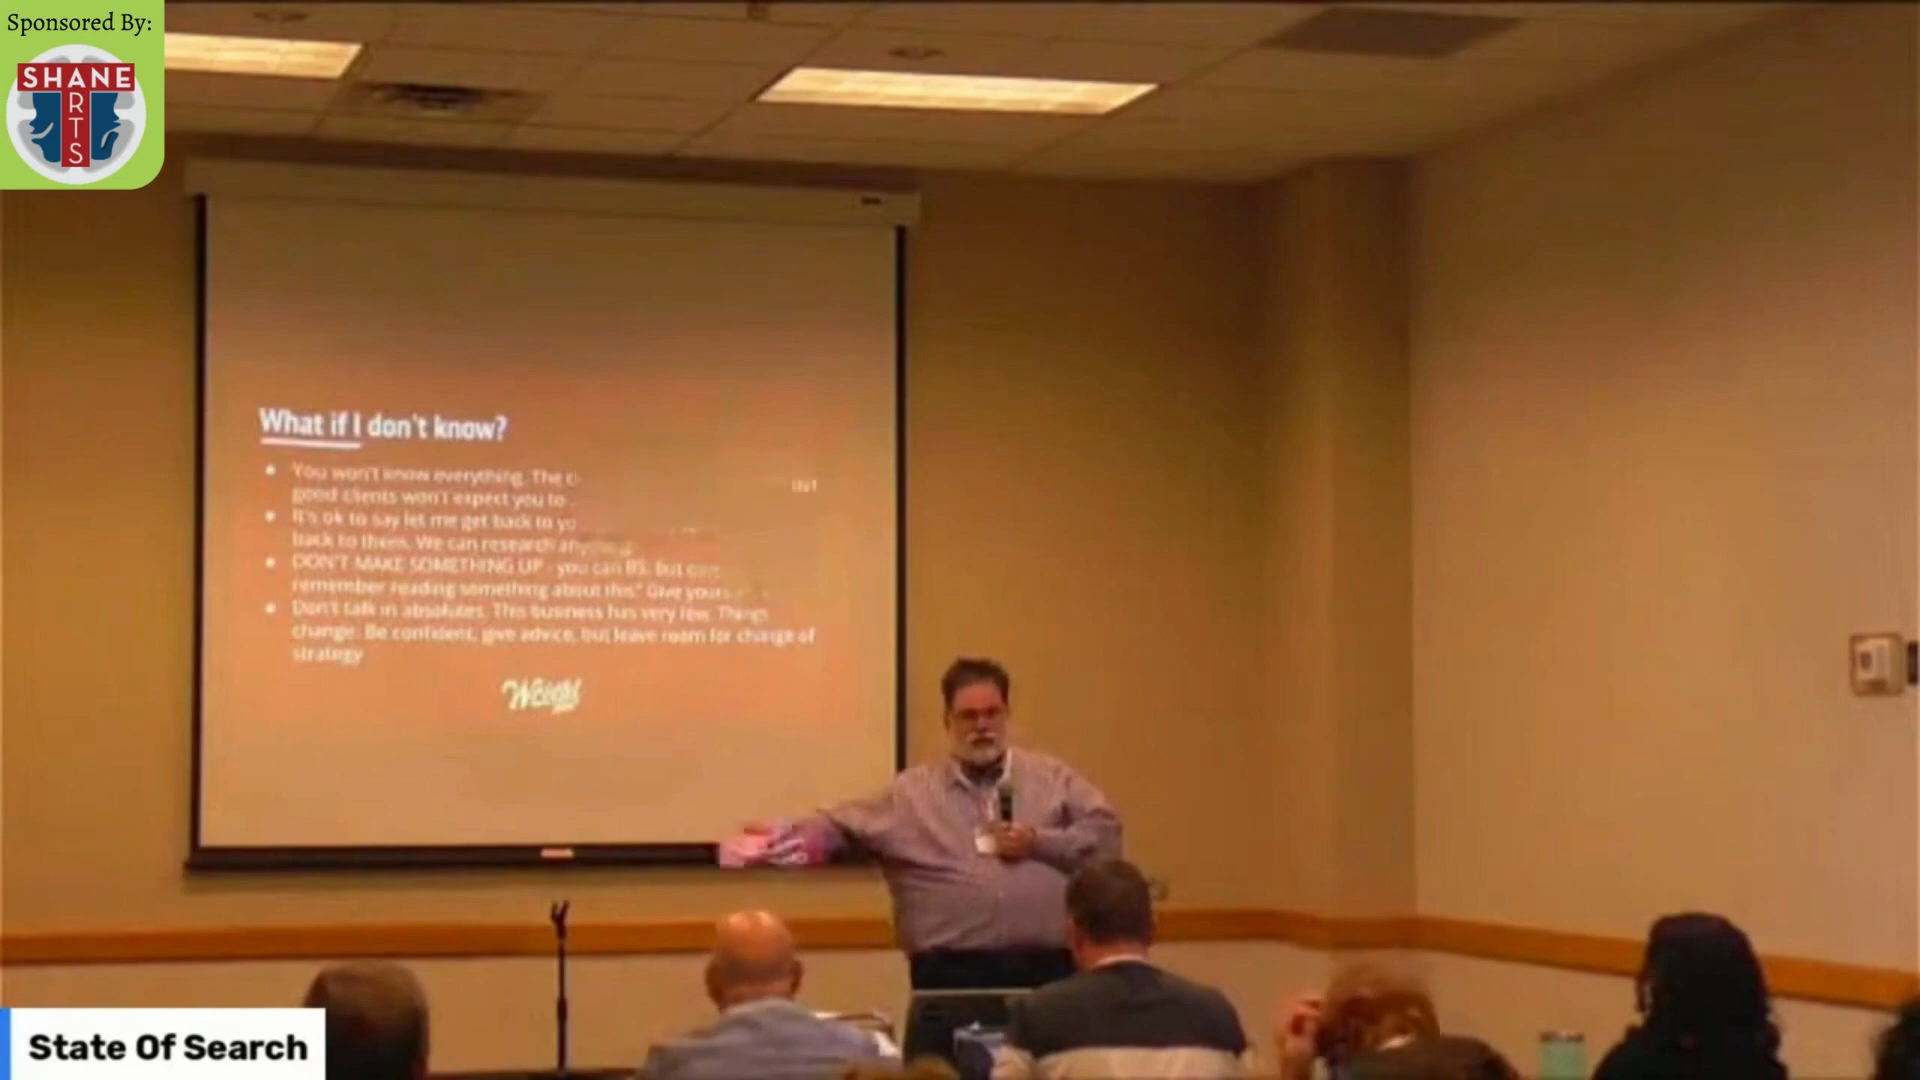 Sponsored By:
SHANE
ARTS
What if I don't know?
You won't know everything. The
good clients won't expect you to
It's ok to say let me get back to
back to them. We can research
DON'T MAKE SOMETHING UP - you can BS, but
remember reading something about this" Give
Don't talk in absolutes. This business has very few. Things
change. Be confident, give advice, but leave room for change of
strategy
State Of Search